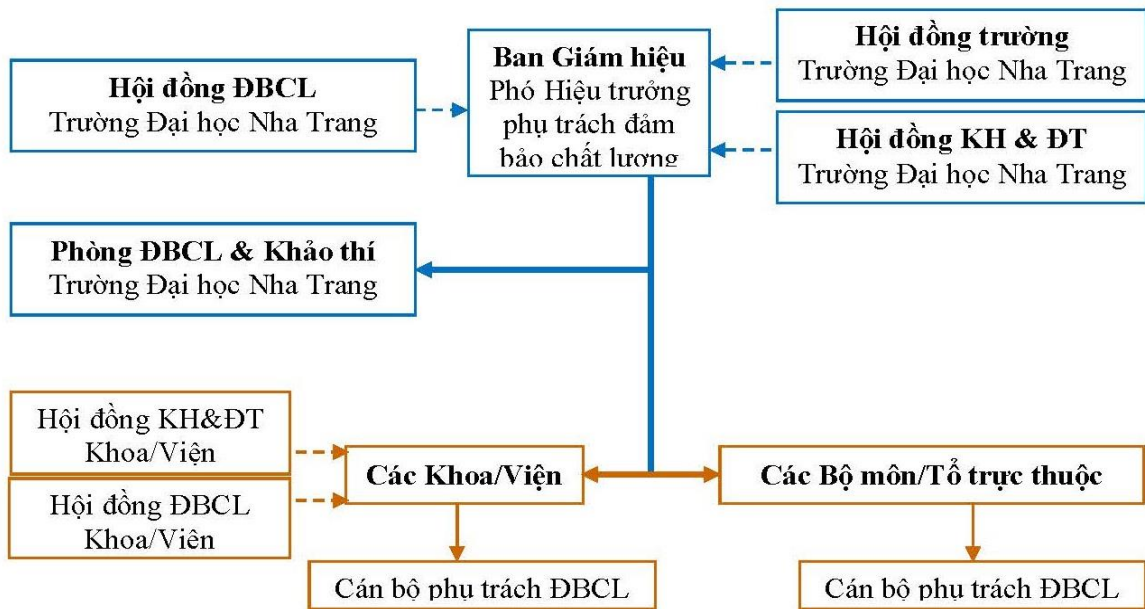 Hội đồng ĐBCL
Trường Đại học Nha Trang
Ban Giám hiệu
Phó Hiệu trưởng
phụ trách đảm
bảo chất lượng
Hội đồng trường
Trường Đại học Nha Trang
Hội đồng KH & ĐT
Trường Đại học Nha Trang
Phòng ĐBCL & Khảo thí
Trường Đại học Nha Trang
Hội đồng KH&ĐT
Khoa/Viện
Hội đồng ĐBCL
Khoa/Viên
Các Khoa/Viện
Các Bộ môn/Tổ trực thuộc
Cán bộ phụ trách ĐBCL
Cán bộ phụ trách ĐBCL